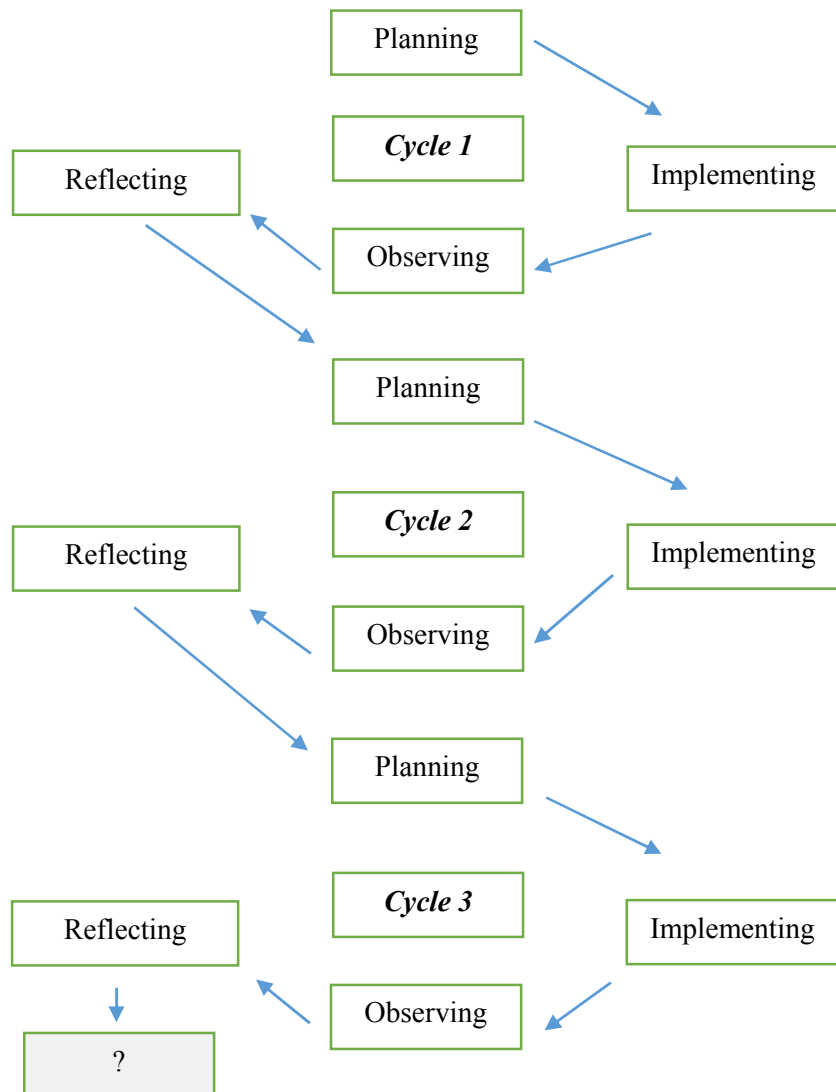 Planning
Cycle 1
Reflecting
Implementing
Observing
Planning
Cycle 2
Reflecting
Implementing
Observing
Planning
Cycle 3
Reflecting
Implementing
Observing
?